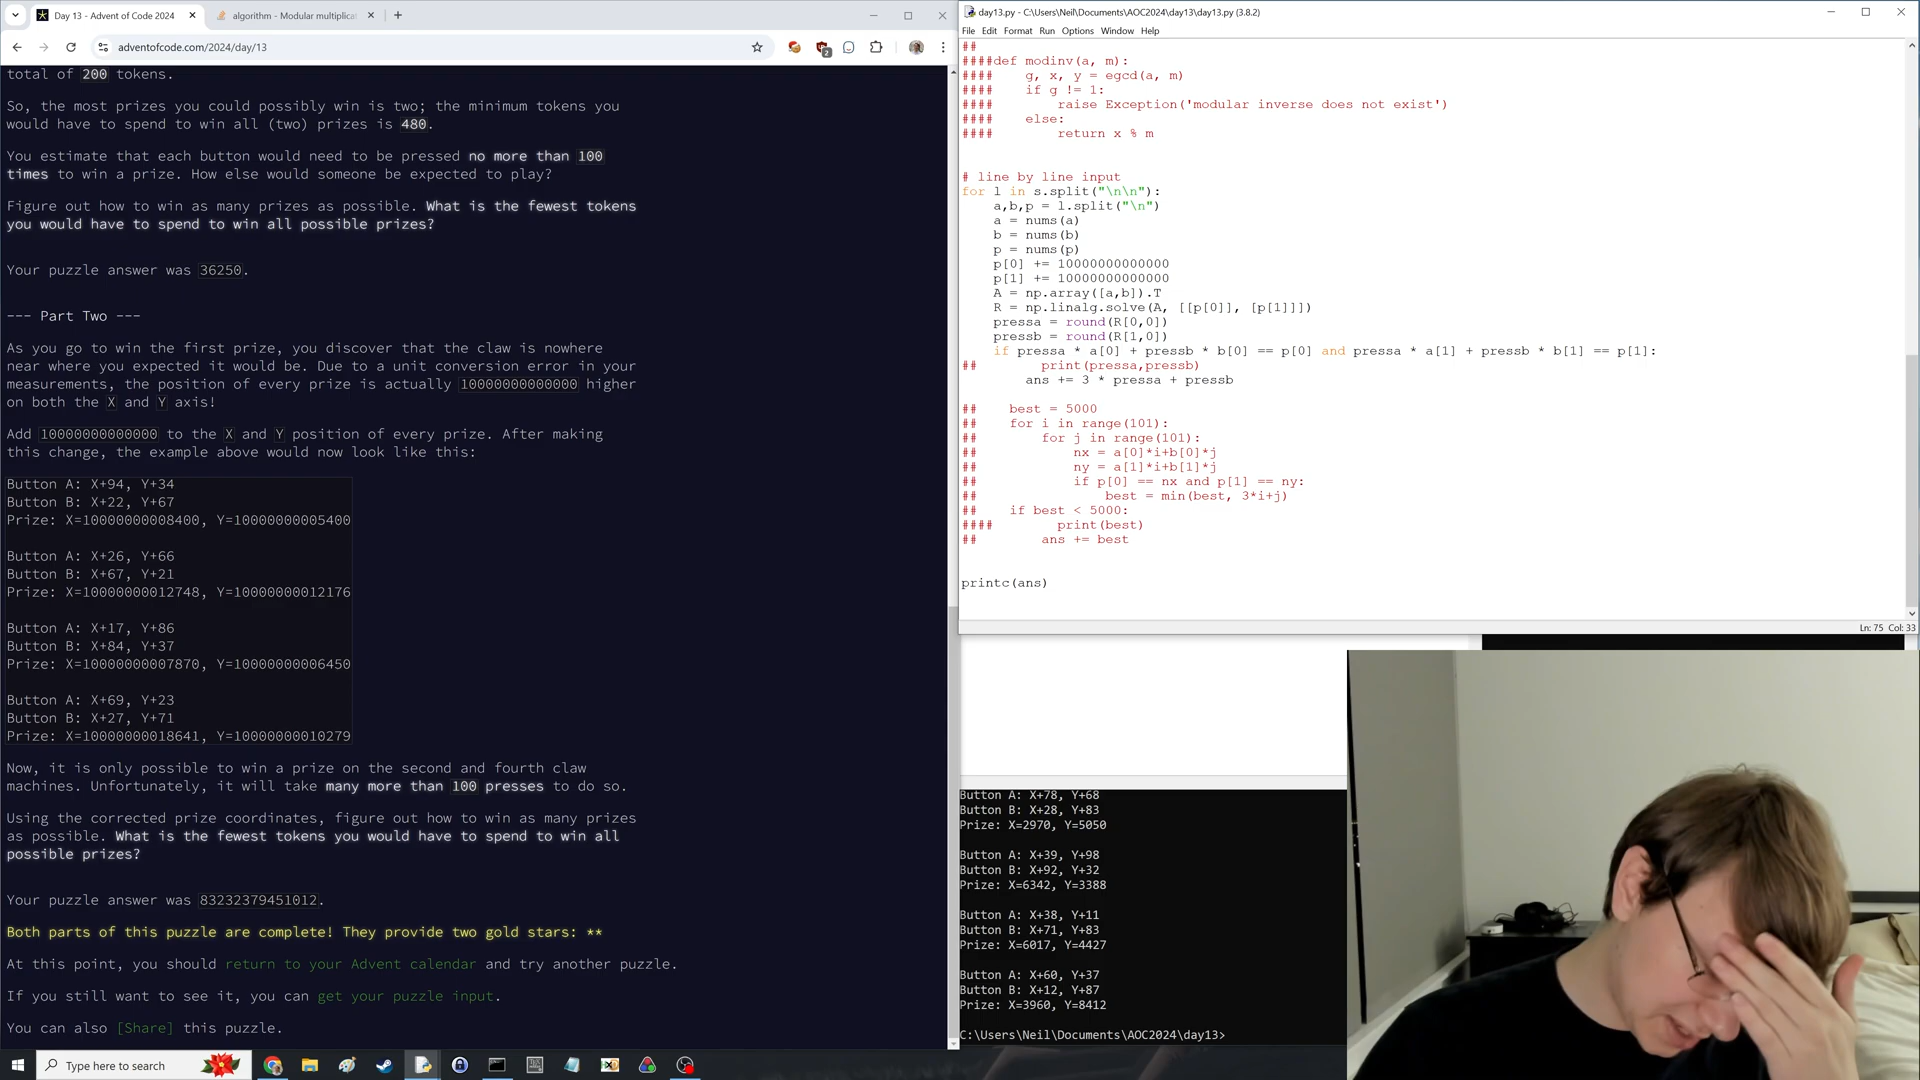 Day 13 - Advent of Code 2024
algorithm - Modular multiplicat
adventofcode.com/2024/day/13
total of 200 tokens.
So, the most prizes you could possibly win is two; the minimum tokens you
would have to spend to win all (two) prizes is 480.
You estimate that each button would need to be pressed no more than 100
times to win a prize. How else would someone be expected to play?
Figure out how to win as many prizes as possible. What is the fewest tokens
you would have to spend to win all possible prizes?
Your puzzle answer was 36250.
--- Part Two ---
As you go to win the first prize, you discover that the claw is nowhere
near where you expected it would be. Due to a unit conversion error in your
measurements, the position of every prize is actually 10000000000000 higher
on both the X and Y axis!
Add 10000000000000 to the X and Y position of every prize. After making
this change, the example above would now look like this:
Button A: X+94, Y+34
Button B: X+22, Y+67
Prize: X=10000000008400, Y=10000000005400
Button A: X+26, Y+66
Button B: X+67, Y+21
Prize: X=10000000012748, Y=10000000012176
Button A: X+17, Y+86
Button B: X+84, Y+37
Prize: X=10000000007870, Y=10000000006450
Button A: X+69, Y+23
Button B: X+27, Y+71
Prize: X=10000000018641, Y=10000000010279
Now, it is only possible to win a prize on the second and fourth claw
machines. Unfortunately, it will take many more than 100 presses to do so.
Using the corrected prize coordinates, figure out how to win as many prizes
as possible. What is the fewest tokens you would have to spend to win all
possible prizes?
Your puzzle answer was 83232379451012.
Both parts of this puzzle are complete! They provide two gold stars: **
At this point, you should return to your Advent calendar and try another puzzle.
If you still want to see it, you can get your puzzle input.
You can also [Share] this puzzle.
Type here to search
day13.py - C:\Users\Neil\Documents\AOC2024\day13\day13.py (3.8.2)
File Edit Format Run Options Window Help
##
####def modinv(a, m):
####    g, x, y = egcd(a, m)
####    if g != 1:
####        raise Exception('modular inverse does not exist')
####    else:
####        return x % m
# line by line input
for l in s.split("\n\n"):
    a,b,p = l.split("\n")
    a = nums(a)
    b = nums(b)
    p = nums(p)
    p[0] += 10000000000000
    p[1] += 10000000000000
    A = np.array([a,b]).T
    R = np.linalg.solve(A, [[p[0]], [p[1]]])
    pressa = round(R[0,0])
    pressb = round(R[1,0])
    if pressa * a[0] + pressb * b[0] == p[0] and pressa * a[1] + pressb * b[1] == p[1]:
##        print(pressa,pressb)
        ans += 3 * pressa + pressb
##    best = 5000
##    for i in range(101):
##        for j in range(101):
##            nx = a[0]*i+b[0]*j
##            ny = a[1]*i+b[1]*j
##            if p[0] == nx and p[1] == ny:
##                best = min(best, 3*i+j)
##    if best < 5000:
####        print(best)
##        ans += best
printc(ans)
Ln: 75 Col: 33
Button A: X+78, Y+68
Button B: X+28, Y+83
Prize: X=2970, Y=5050
Button A: X+39, Y+98
Button B: X+92, Y+32
Prize: X=6342, Y=3388
Button A: X+38, Y+11
Button B: X+71, Y+83
Prize: X=6017, Y=4427
Button A: X+60, Y+37
Button B: X+12, Y+87
Prize: X=3960, Y=8412
C:\Users\Neil\Documents\AOC2024\day13>